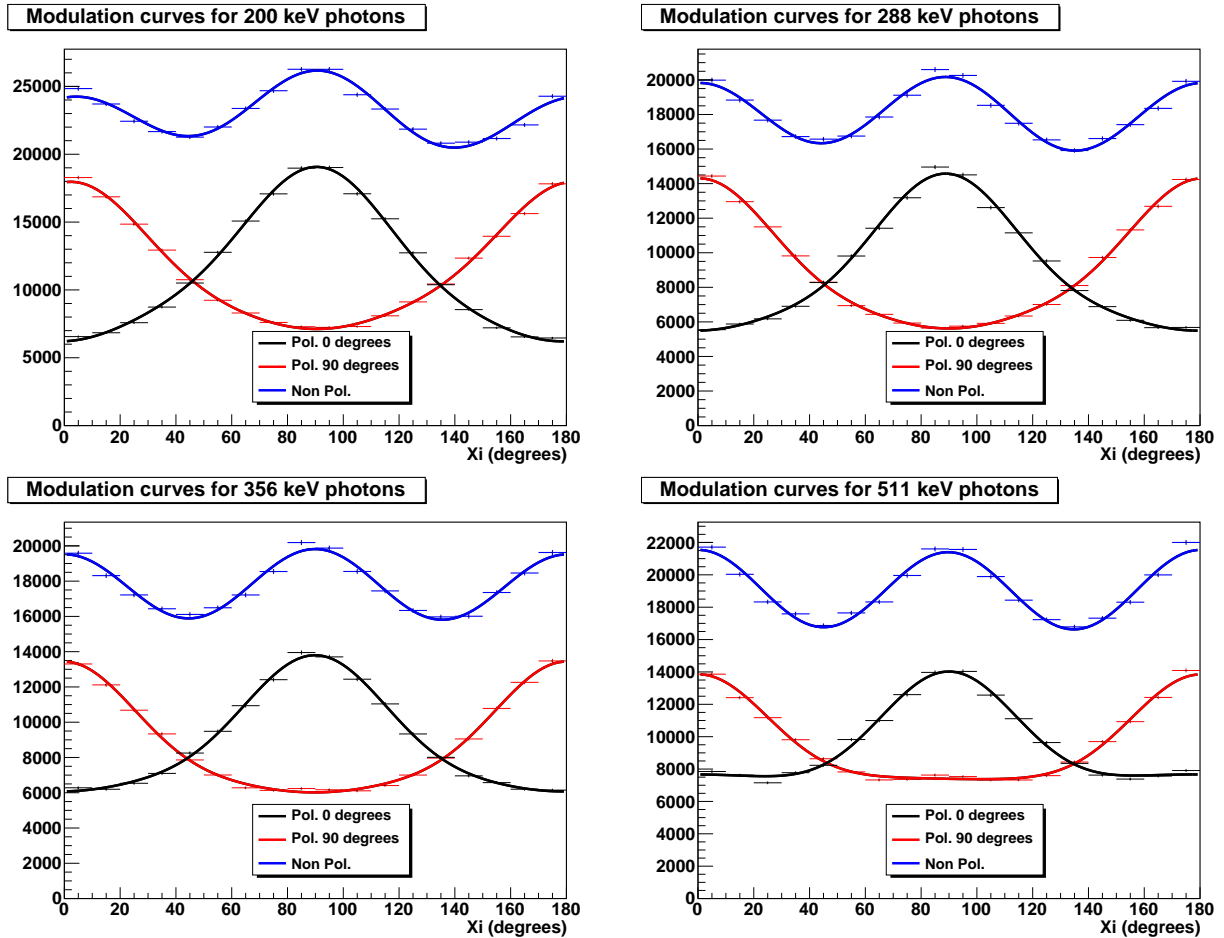 Modulation curves for 200 keV photons
25000
20000
15000
10000
5000
0
Pol. 0 degrees
Pol. 90 degrees
Non Pol.
0 20 40 60 80 100 120 140 160 180
Xi (degrees)
Modulation curves for 288 keV photons
20000
18000
16000
14000
12000
10000
8000
6000
4000
2000
0
Pol. 0 degrees
Pol. 90 degrees
Non Pol.
0 20 40 60 80 100 120 140 160 180
Xi (degrees)
Modulation curves for 356 keV photons
20000
18000
16000
14000
12000
10000
8000
6000
4000
2000
0
Pol. 0 degrees
Pol. 90 degrees
Non Pol.
0 20 40 60 80 100 120 140 160 180
Xi (degrees)
Modulation curves for 511 keV photons
22000
20000
18000
16000
14000
12000
10000
8000
6000
4000
2000
0
Pol. 0 degrees
Pol. 90 degrees
Non Pol.
0 20 40 60 80 100 120 140 160 180
Xi (degrees)